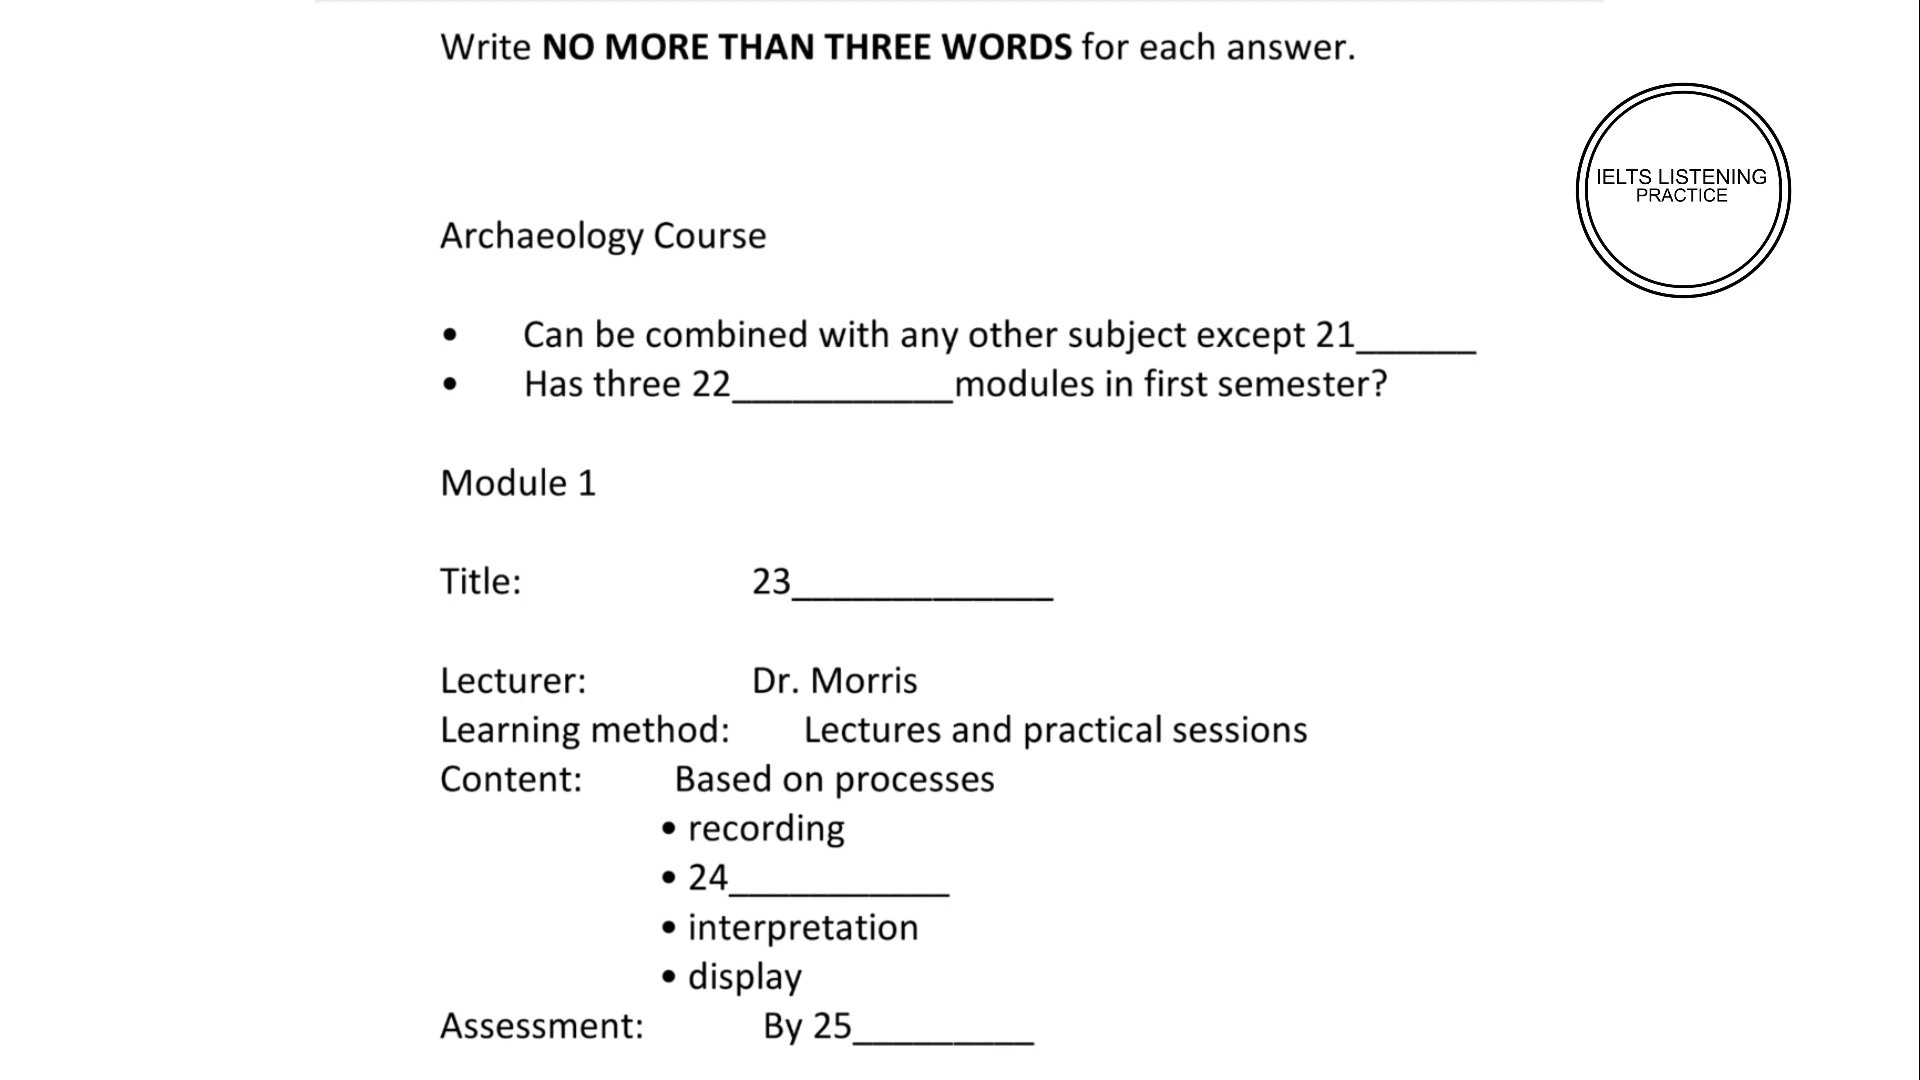 Write NO MORE THAN THREE WORDS for each answer.
IELTS LISTENING
PRACTICE
Archaeology Course
• Can be combined with any other subject except 21______
• Has three 22___________modules in first semester?
Module 1
Title: 23_____________
Lecturer: Dr. Morris
Learning method: Lectures and practical sessions
Content: Based on processes
• recording
• 24___________
• interpretation
• display
Assessment: By 25_________